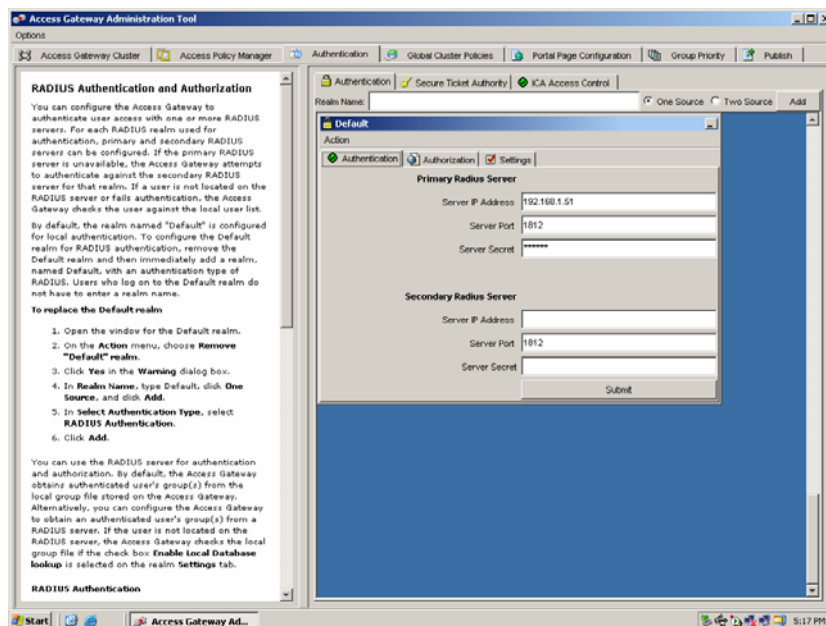 Access Gateway Administration Tool
Options
Access Gateway Cluster
Access Policy Manager
Authentication
Global Cluster Policies
Portal Page Configuration
Group Priority
Publish
RADIUS Authentication and Authorization
You can configure the Access Gateway to
authenticate user access with one or more RADIUS
servers. For each RADIUS realm used for
authentication, primary and secondary RADIUS
servers can be configured. If the primary RADIUS
server is unavailable, the Access Gateway attempts
to authenticate against the secondary RADIUS
server for that realm. If a user is not located on the
RADIUS server or fails authentication, the Access
Gateway checks the user against the local user list.
By default, the realm named "Default" is configured
for local authentication. To configure the Default
realm for RADIUS authentication, remove the
Default realm and then immediately add a realm,
named Default, with an authentication type of
RADIUS. Users who log on to the Default realm do
not have to enter a realm name.
To replace the Default realm
1. Open the window for the Default realm.
2. On the Action menu, choose Remove
"Default" realm.
3. Click Yes in the Warning dialog box.
4. In Realm Name, type Default, click One
Source, and click Add.
5. In Select Authentication Type, select
RADIUS Authentication.
6. Click Add.
You can use the RADIUS server for authentication
and authorization. By default, the Access Gateway
obtains authenticated user's group(s) from the
local group file stored on the Access Gateway.
Alternatively, you can configure the Access Gateway
to obtain an authenticated user's group(s) from a
RADIUS server. If the user is not located on the
RADIUS server, the Access Gateway checks the local
group file if the check box Enable Local Database
lookup is selected on the realm Settings tab.
RADIUS Authentication
Authentication
Secure Ticket Authority
ICA Access Control
Realm Name:
One Source
Two Source
Add
Default
Action
Authentication
Authorization
Settings
Primary Radius Server
Server IP Address
192.168.1.51
Server Port
1812
Server Secret
******
Secondary Radius Server
Server IP Address
Server Port
1812
Server Secret
Submit
Start
Access Gateway Ad...
5:17 PM